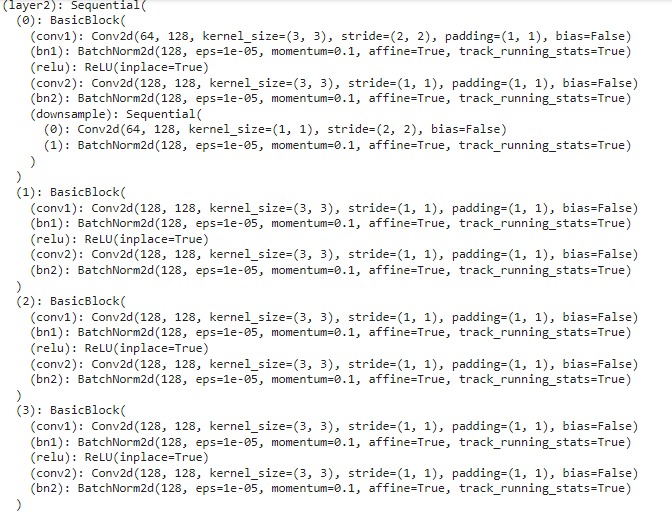 (layer2): Sequential(
(0): BasicBlock(
(conv1): Conv2d(64, 128, kernel_size=(3, 3), stride=(2, 2), padding=(1, 1), bias=False)
(bn1): BatchNorm2d(128, eps=1e-05, momentum=0.1, affine=True, track_running_stats=True)
(relu): ReLU(inplace=True)
(conv2): Conv2d(128, 128, kernel_size=(3, 3), stride=(1, 1), padding=(1, 1), bias=False)
(bn2): BatchNorm2d(128, eps=1e-05, momentum=0.1, affine=True, track_running_stats=True)
(downsample): Sequential(
(0): Conv2d(64, 128, kernel_size=(1, 1), stride=(2, 2), bias=False)
(1): BatchNorm2d(128, eps=1e-05, momentum=0.1, affine=True, track_running_stats=True)
)
)
(1): BasicBlock(
(conv1): Conv2d(128, 128, kernel_size=(3, 3), stride=(1, 1), padding=(1, 1), bias=False)
(bn1): BatchNorm2d(128, eps=1e-05, momentum=0.1, affine=True, track_running_stats=True)
(relu): ReLU(inplace=True)
(conv2): Conv2d(128, 128, kernel_size=(3, 3), stride=(1, 1), padding=(1, 1), bias=False)
(bn2): BatchNorm2d(128, eps=1e-05, momentum=0.1, affine=True, track_running_stats=True)
)
(2): BasicBlock(
(conv1): Conv2d(128, 128, kernel_size=(3, 3), stride=(1, 1), padding=(1, 1), bias=False)
(bn1): BatchNorm2d(128, eps=1e-05, momentum=0.1, affine=True, track_running_stats=True)
(relu): ReLU(inplace=True)
(conv2): Conv2d(128, 128, kernel_size=(3, 3), stride=(1, 1), padding=(1, 1), bias=False)
(bn2): BatchNorm2d(128, eps=1e-05, momentum=0.1, affine=True, track_running_stats=True)
)
(3): BasicBlock(
(conv1): Conv2d(128, 128, kernel_size=(3, 3), stride=(1, 1), padding=(1, 1), bias=False)
(bn1): BatchNorm2d(128, eps=1e-05, momentum=0.1, affine=True, track_running_stats=True)
(relu): ReLU(inplace=True)
(conv2): Conv2d(128, 128, kernel_size=(3, 3), stride=(1, 1), padding=(1, 1), bias=False)
(bn2): BatchNorm2d(128, eps=1e-05, momentum=0.1, affine=True, track_running_stats=True)
)